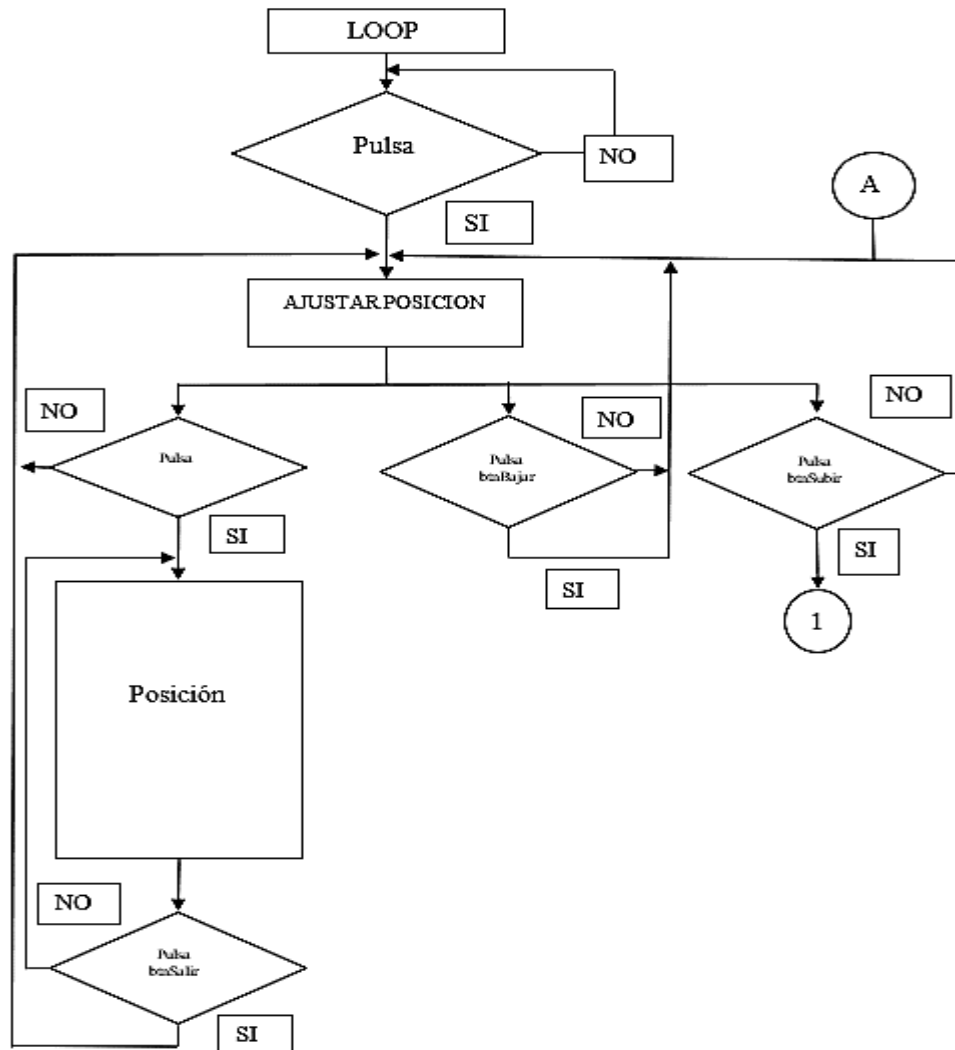 LOOP
Pulsa
NO
A
SI
AJUSTAR POSICION
NO
NO
NO
Pulsa
Pulsa
btnBajar
Pulsa
btnSubir
SI
SI
SI
1
Posición
NO
Pulsa
btnSalir
SI